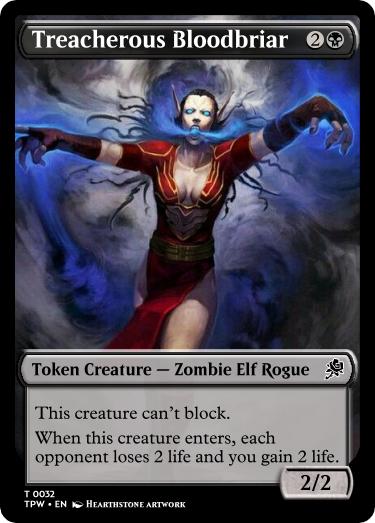 Treacherous Bloodbriar 2
Token Creature — Zombie Elf Rogue
This creature can't block.
When this creature enters, each
opponent loses 2 life and you gain 2 life.
2/2
T 0032
TPW • EN HEARTHSTONE ARTWORK